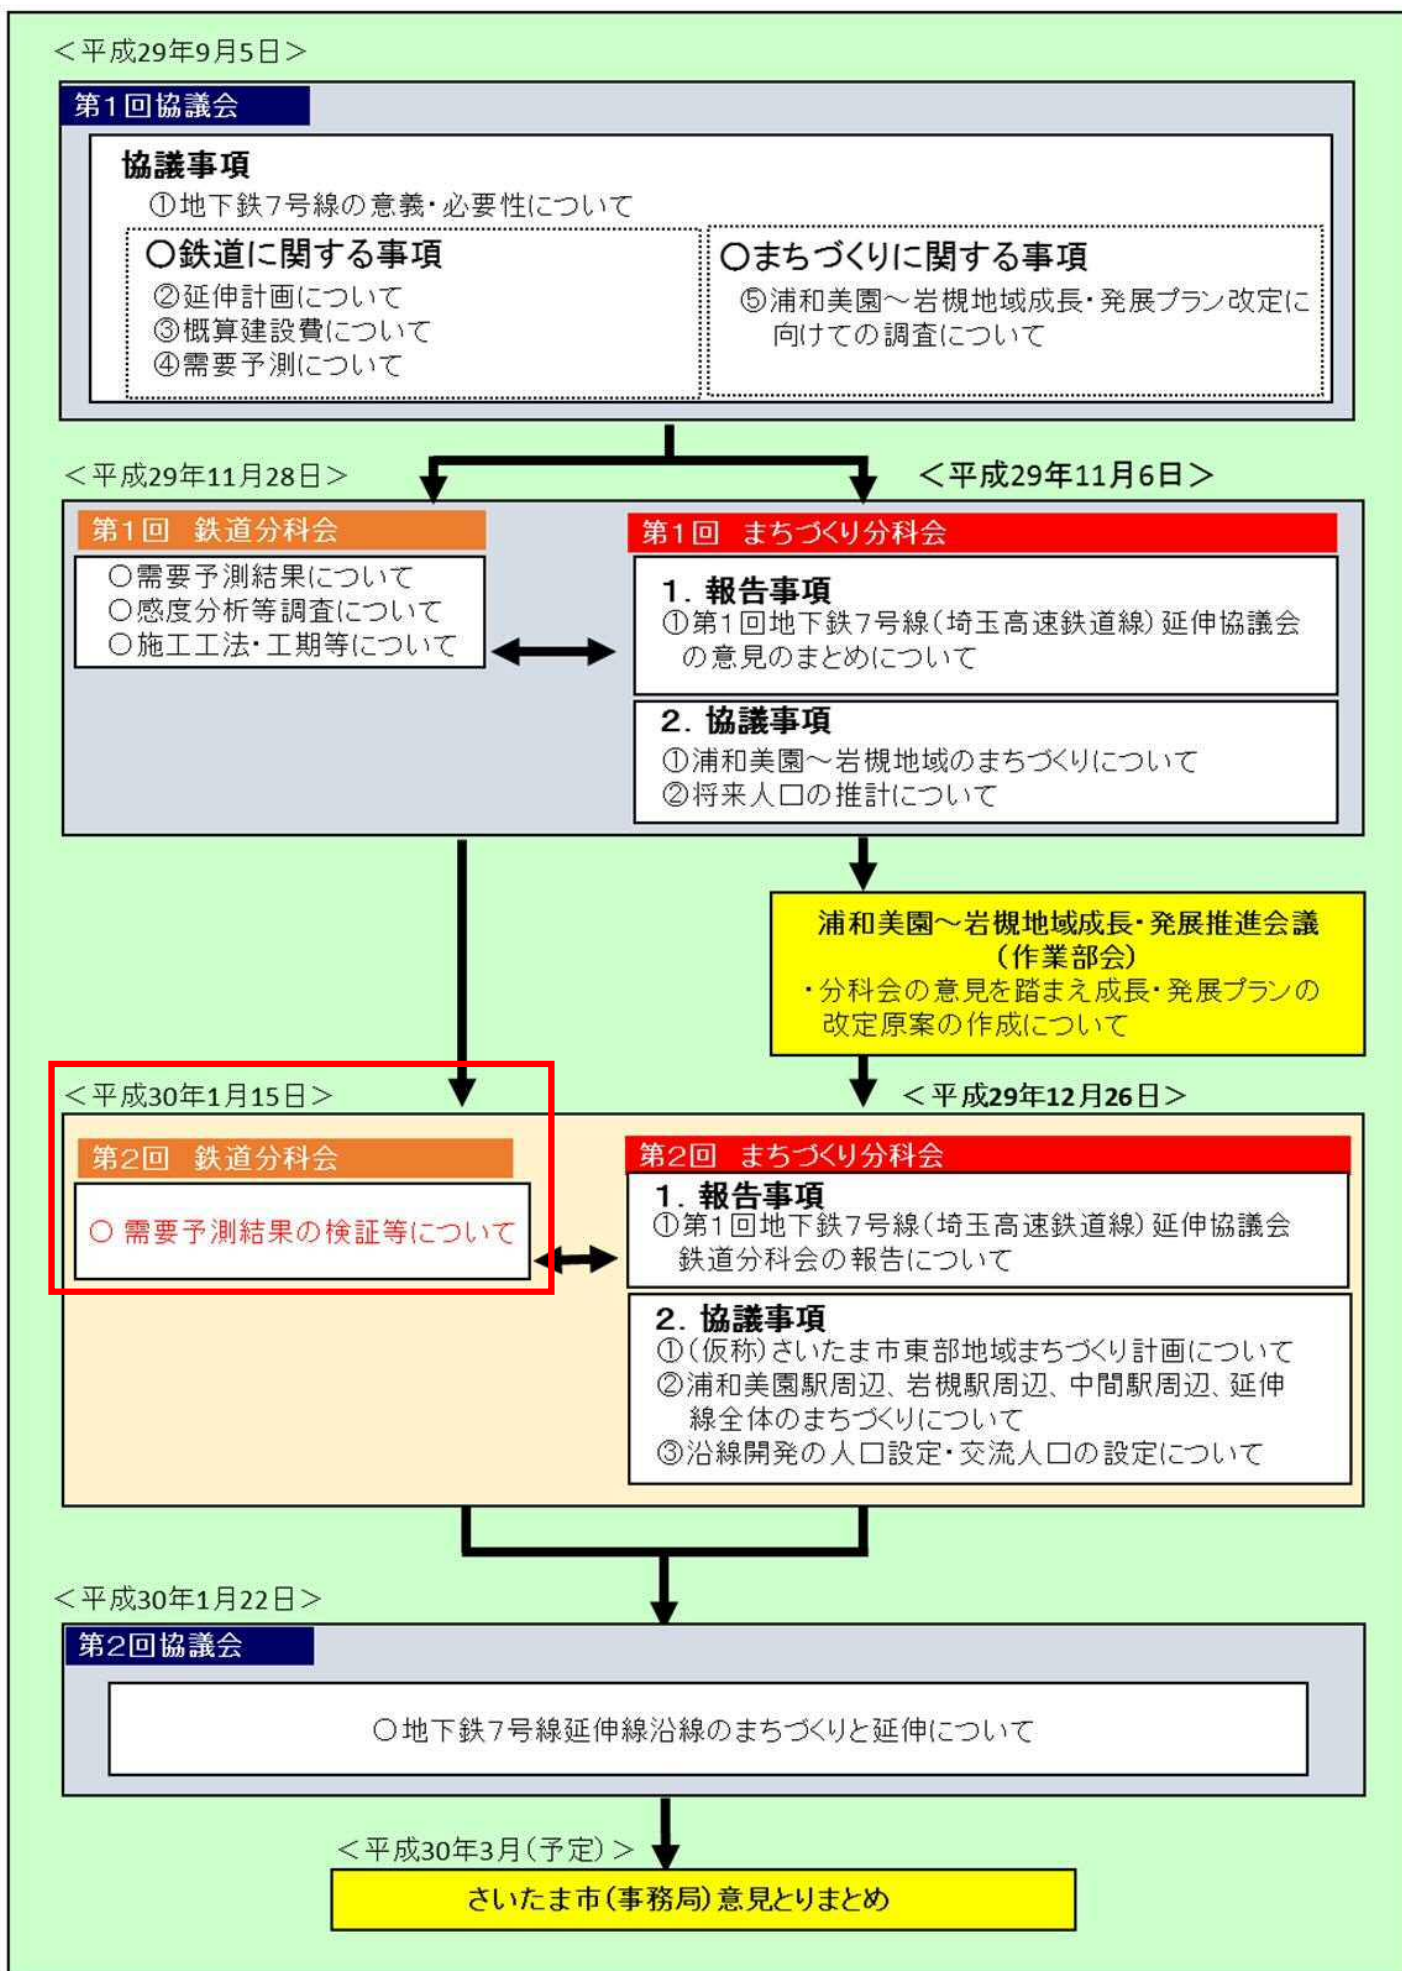 ＜平成29年9月5日＞
第1回協議会
協議事項
①地下鉄7号線の意義・必要性について
〇鉄道に関する事項
②延伸計画について
③概算建設費について
④需要予測について
〇まちづくりに関する事項
⑤浦和美園～岩槻地域成長・発展プラン改定に
向けての調査について
＜平成29年11月28日＞
＜平成29年11月6日＞
第1回 鉄道分科会
〇需要予測結果について
〇感度分析等調査について
〇施工工法・工期等について
第1回 まちづくり分科会
1. 報告事項
①第1回地下鉄7号線(埼玉高速鉄道線)延伸協議会
の意見のまとめについて
2. 協議事項
①浦和美園～岩槻地域のまちづくりについて
②将来人口の推計について
浦和美園～岩槻地域成長・発展推進会議
(作業部会)
・分科会の意見を踏まえ成長・発展プランの
改定原案の作成について
＜平成30年1月15日＞
＜平成29年12月26日＞
第2回 鉄道分科会
〇 需要予測結果の検証等について
第2回 まちづくり分科会
1. 報告事項
①第1回地下鉄7号線(埼玉高速鉄道線)延伸協議会
鉄道分科会の報告について
2. 協議事項
①(仮称)さいたま市東部地域まちづくり計画について
②浦和美園駅周辺、岩槻駅周辺、中間駅周辺、延伸
線全体のまちづくりについて
③沿線開発の人口設定・交流人口の設定について
＜平成30年1月22日＞
第2回協議会
〇地下鉄7号線延伸線沿線のまちづくりと延伸について
＜平成30年3月(予定)＞
さいたま市(事務局)意見とりまとめ